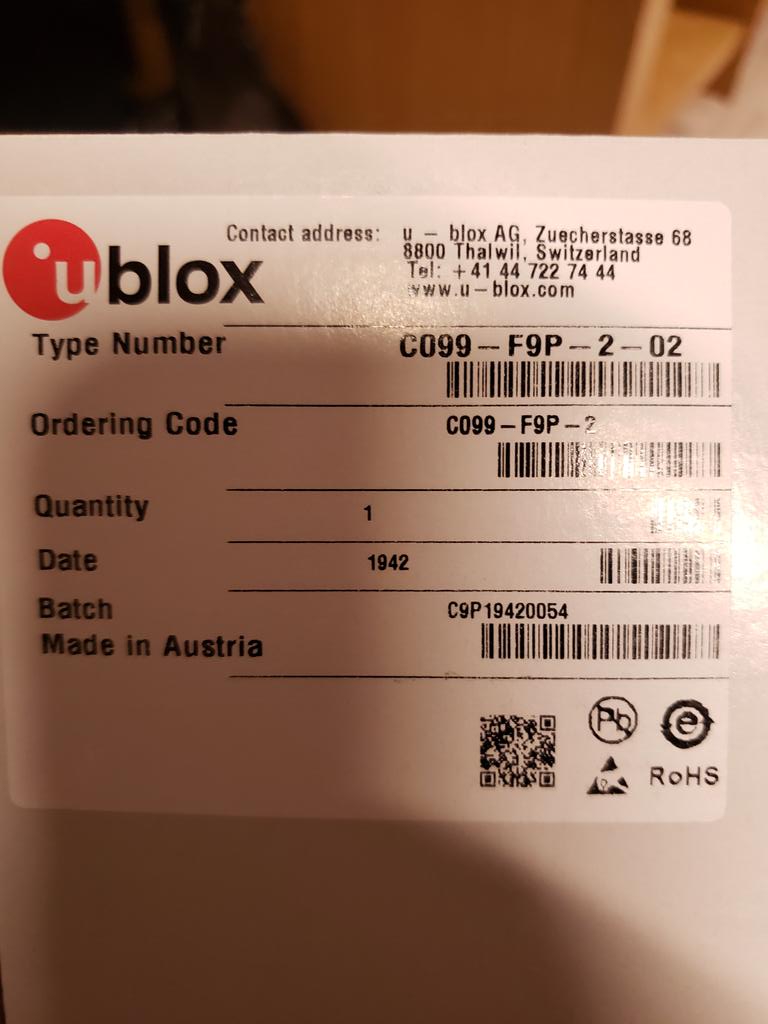 ublox
Contact address: u – blox AG, Zuecherstasse 68
8800 Thalwil, Switzerland
Tel: +41 44 722 74 44
www.u–blox.com
Type Number C099–F9P–2–02
Ordering Code C099–F9P–2
Quantity 1
Date 1942
Batch C9P19420054
Made in Austria
Pb e
RoHS